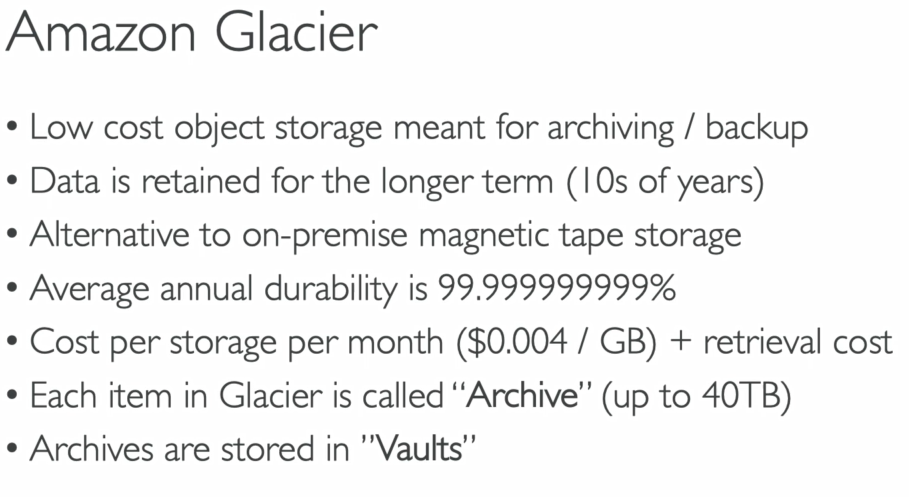 Amazon Glacier
• Low cost object storage meant for archiving / backup
• Data is retained for the longer term (10s of years)
• Alternative to on-premise magnetic tape storage
• Average annual durability is 99.999999999%
• Cost per storage per month ($0.004 / GB) + retrieval cost
• Each item in Glacier is called “Archive” (up to 40TB)
• Archives are stored in ”Vaults”